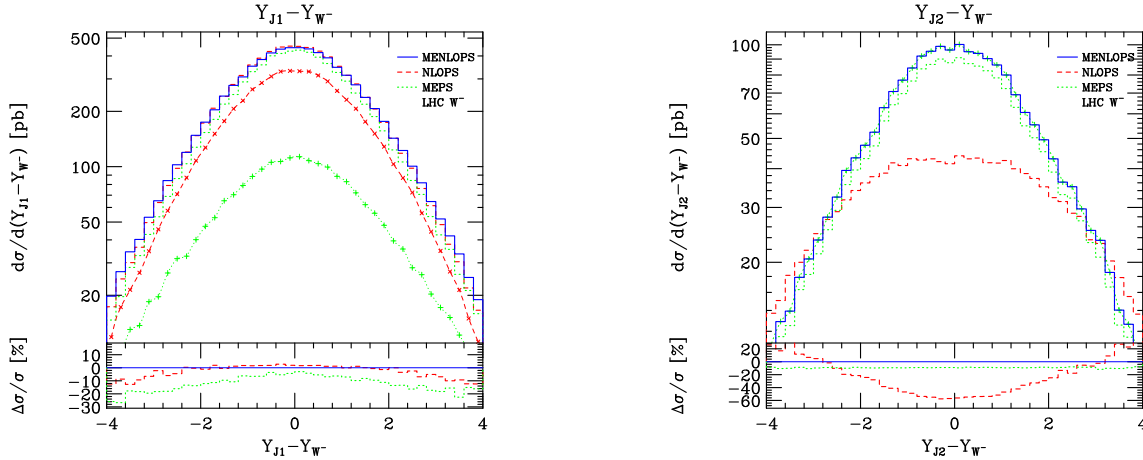 Y_J1−Y_W⁻
500
200
100
50
20
dσ/d(Y_J1−Y_W⁻) [pb]
MENLOPS
NLOPS
MEPS
LHC W⁻
10
0
−10
−20
−30
Δσ/σ [%]
−4 −2 0 2 4
Y_J1−Y_W⁻
Y_J2−Y_W⁻
100
50
40
30
20
dσ/d(Y_J2−Y_W⁻) [pb]
MENLOPS
NLOPS
MEPS
LHC W⁻
20
0
−20
−40
−60
Δσ/σ [%]
−4 −2 0 2 4
Y_J2−Y_W⁻